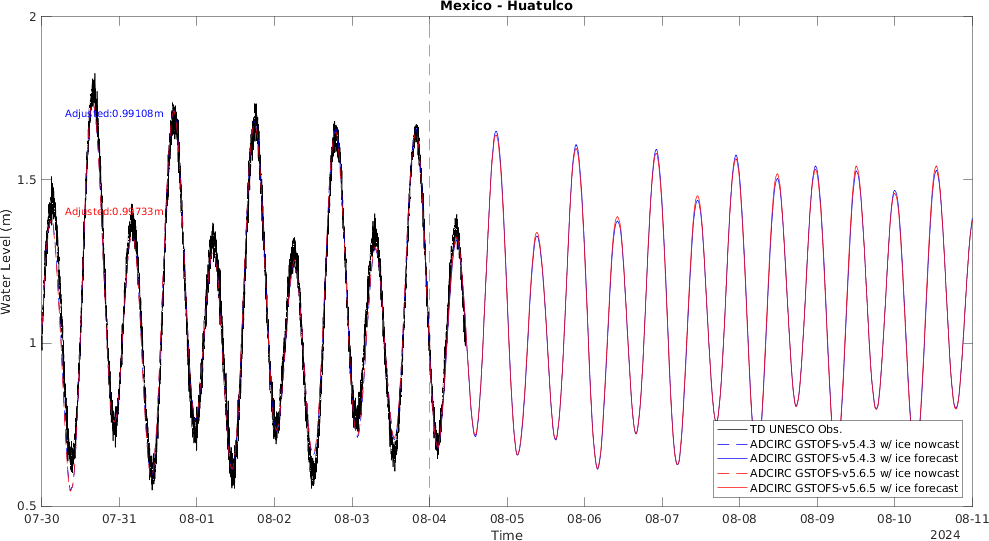 Mexico - Huatulco
Water Level (m)
2
1.5
1
0.5
Adjusted:0.99108m
Adjusted:0.99733m
TD UNESCO Obs.
ADCIRC GSTOFS-v5.4.3 w/ ice nowcast
ADCIRC GSTOFS-v5.4.3 w/ ice forecast
ADCIRC GSTOFS-v5.6.5 w/ ice nowcast
ADCIRC GSTOFS-v5.6.5 w/ ice forecast
07-30 07-31 08-01 08-02 08-03 08-04 08-05 08-06 08-07 08-08 08-09 08-10 08-11
Time
2024